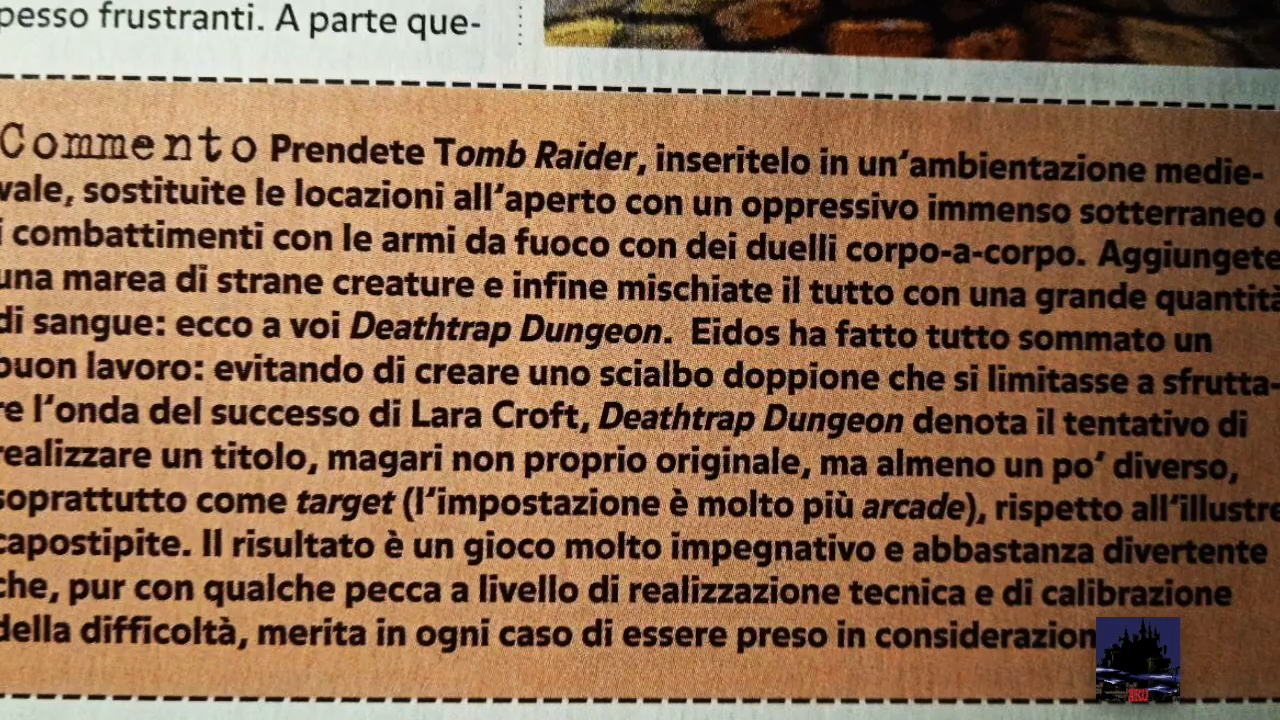 pesso frustranti. A parte que-
Commento Prendete Tomb Raider, inseritelo in un'ambientazione medie-
vale, sostituite le locazioni all'aperto con un oppressivo immenso sotterraneo e
i combattimenti con le armi da fuoco con dei duelli corpo-a-corpo. Aggiungete
una marea di strane creature e infine mischiate il tutto con una grande quantità
di sangue: ecco a voi Deathtrap Dungeon. Eidos ha fatto tutto sommato un
buon lavoro: evitando di creare uno scialbo doppione che si limitasse a sfrutta-
re l'onda del successo di Lara Croft, Deathtrap Dungeon denota il tentativo di
realizzare un titolo, magari non proprio originale, ma almeno un po' diverso,
soprattutto come target (l'impostazione è molto più arcade), rispetto all'illustre
capostipite. Il risultato è un gioco molto impegnativo e abbastanza divertente
che, pur con qualche pecca a livello di realizzazione tecnica e di calibrazione
della difficoltà, merita in ogni caso di essere preso in considerazion
ARU